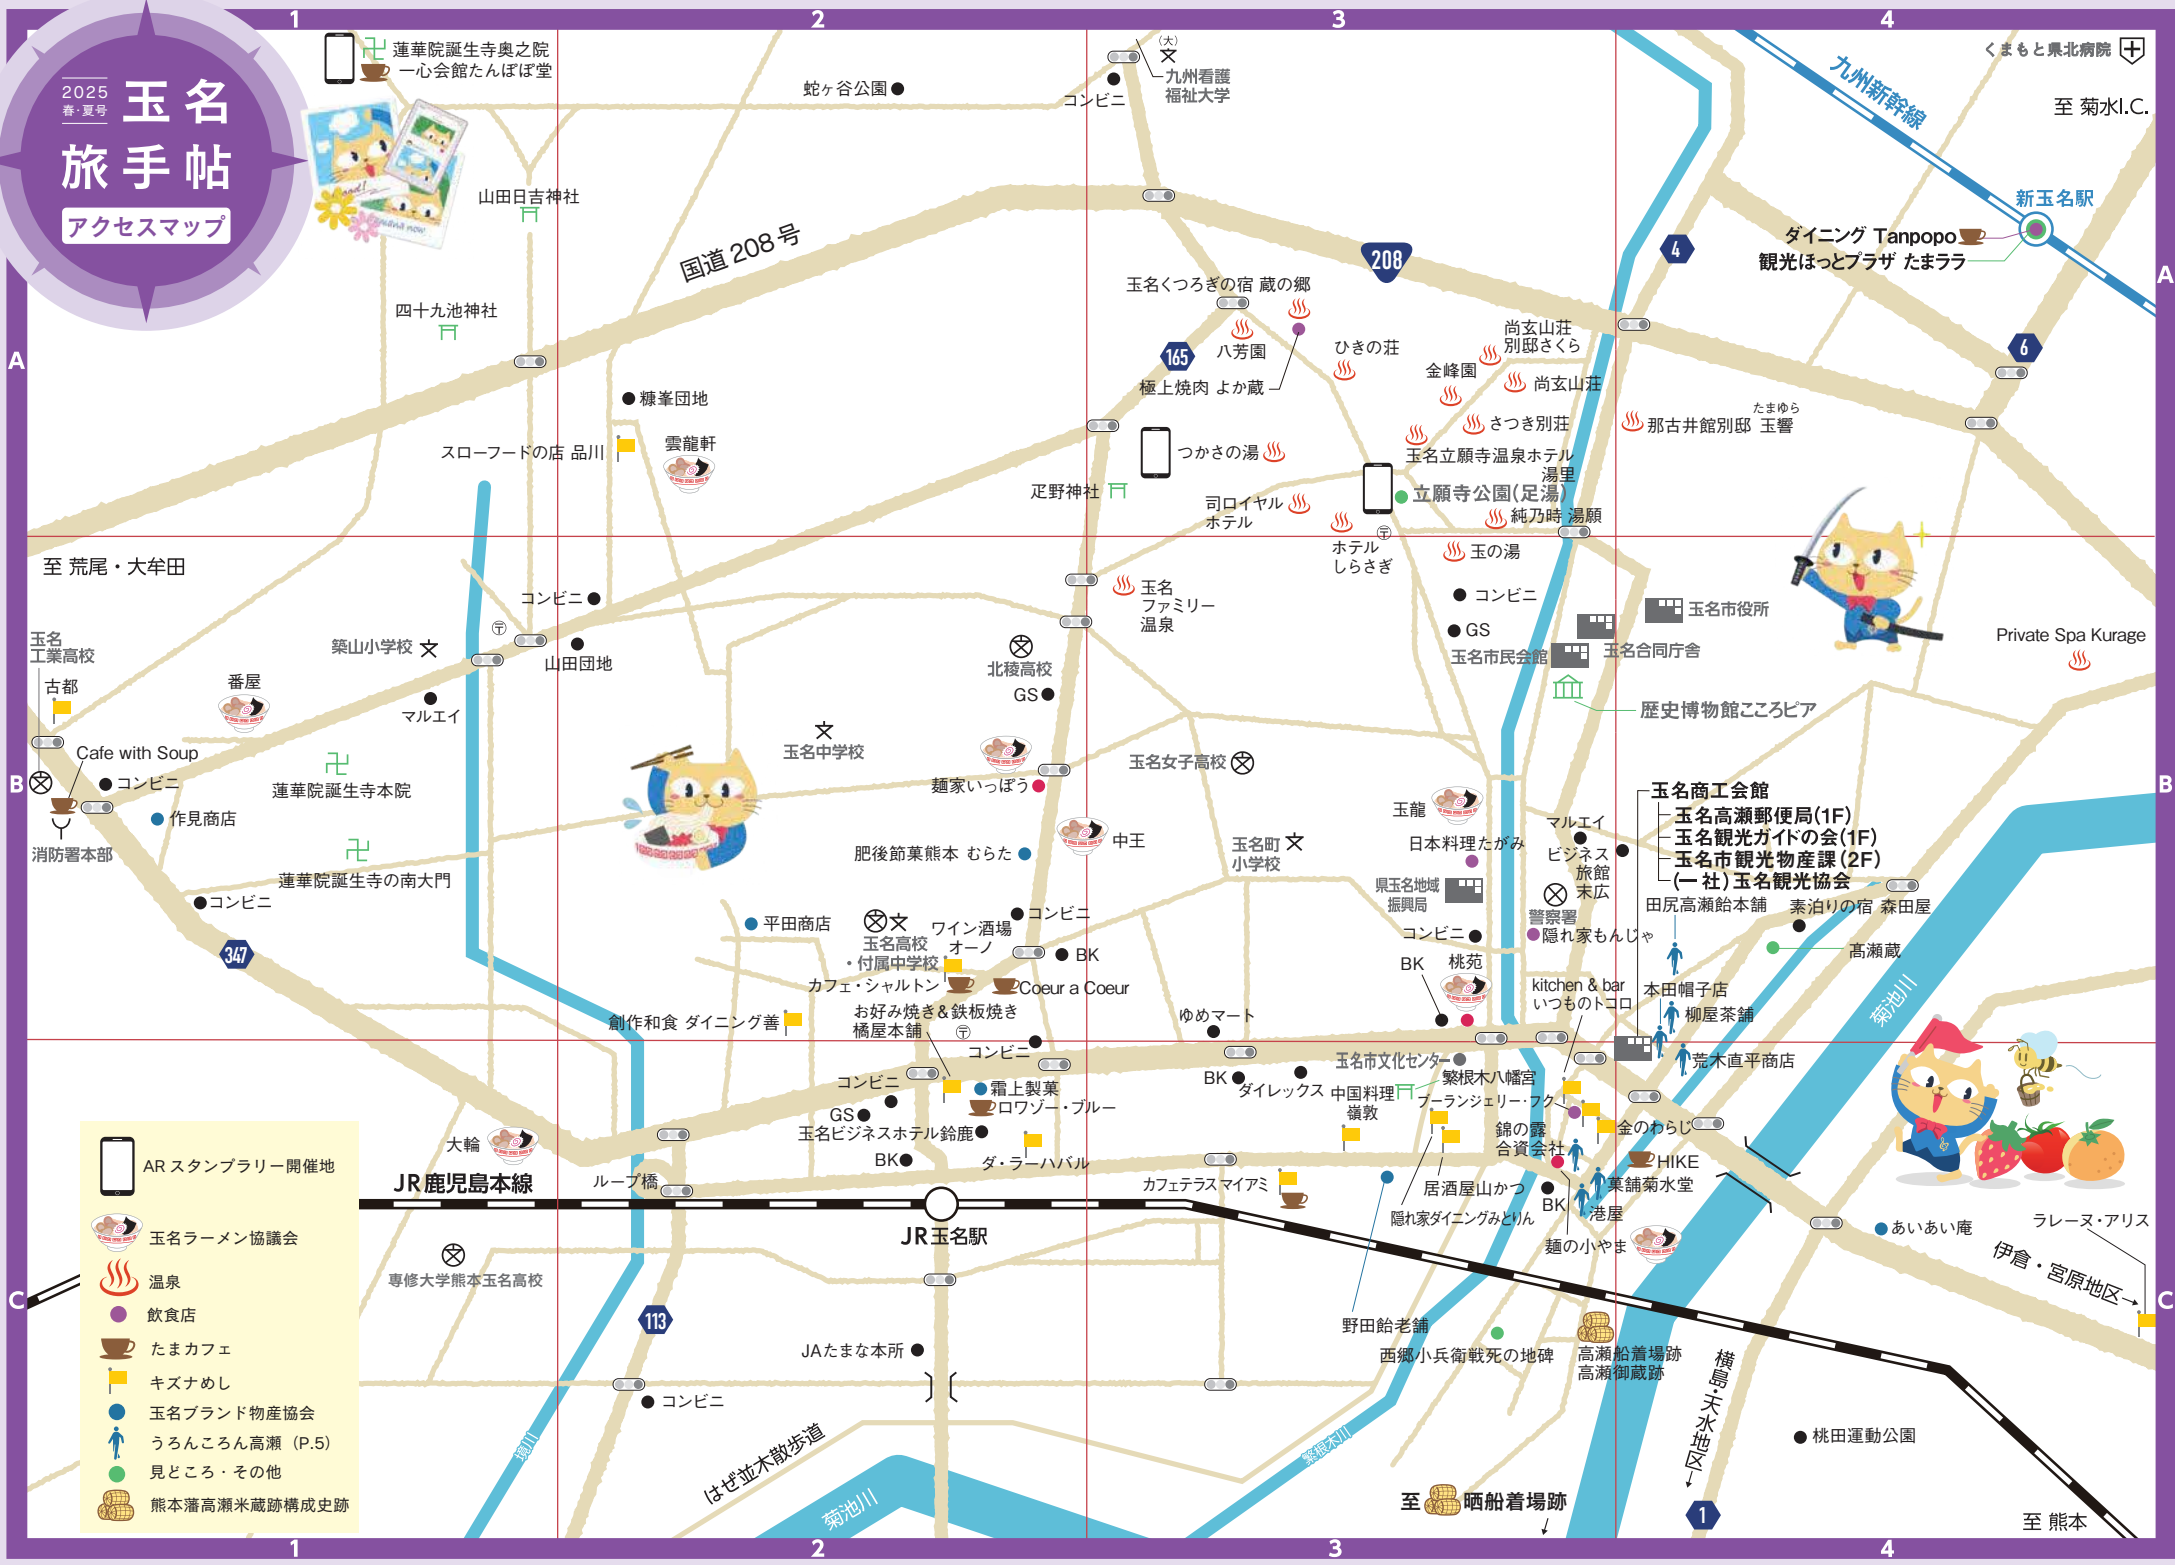 1
2
3
4
2025
春・夏号
玉名
旅手帖
アクセスマップ
蓮華院誕生寺奥之院
一心会館たんぽぽ堂
蛇ヶ谷公園
コンビニ
(大)
九州看護
福祉大学
くまもと県北病院
九州新幹線
至 菊水I.C.
新玉名駅
ダイニング Tanpopo
観光ほっとプラザ たまララ
山田日吉神社
国道208号
208
4
A
A
四十九池神社
玉名くつろぎの宿 蔵の郷
八芳園
165
極上焼肉 よか蔵
ひきの荘
尚玄山荘
別邸さくら
金峰園
尚玄山荘
6
糠峯団地
スローフードの店 品川
雲龍軒
つかさの湯
さつき別荘
たまゆら
那古井館別邸 玉響
玉名立願寺温泉ホテル
湯里
疋野神社
司ロイヤル
ホテル
立願寺公園(足湯)
純乃時 湯願
至 荒尾・大牟田
ホテル
しらさぎ
玉の湯
コンビニ
玉名
ファミリー
温泉
コンビニ
GS
玉名市役所
玉名市民会館
玉名合同庁舎
Private Spa Kurage
玉名
工業高校
古都
築山小学校
山田団地
北稜高校
GS
番屋
マルエイ
歴史博物館こころピア
Cafe with Soup
コンビニ
玉名中学校
玉名女子高校
B
B
蓮華院誕生寺本院
麺家いっぽう
作見商店
消防署本部
蓮華院誕生寺の南大門
肥後節菓熊本 むらた
中王
玉名町
小学校
玉龍
日本料理たがみ
マルエイ
ビジネス
旅館
末広
玉名商工会館
玉名高瀬郵便局(1F)
玉名観光ガイドの会(1F)
玉名市観光物産課(2F)
(一社)玉名観光協会
県玉名地域
振興局
警察署
コンビニ
隠れ家もんじゃ
田尻高瀬飴本舗
素泊りの宿 森田屋
コンビニ
平田商店
玉名高校
・付属中学校
ワイン酒場
オーノ
コンビニ
BK
347
カフェ・シャルトン
Coeur a Coeur
BK
桃苑
髙瀬蔵
菊池川
kitchen & bar
いつものトコロ
本田帽子店
柳屋茶舗
荒木直平商店
創作和食 ダイニング善
お好み焼き&鉄板焼き
橘屋本舗
コンビニ
ゆめマート
玉名市文化センター
BK
ダイレックス
中国料理
嶺敦
繁根木八幡宮
ブーランジェリー・フク
コンビニ
GS
霜上製菓
ロワゾー・ブルー
玉名ビジネスホテル鈴鹿
BK
ダ・ラーハバル
錦の露
合資会社
金のわらじ
HIKE
菓舗菊水堂
港屋
大輪
JR鹿児島本線
ループ橋
カフェテラス マイアミ
居酒屋山かつ
隠れ家ダイニングみとりん
BK
麺の小やま
JR玉名駅
あいあい庵
ラレーヌ・アリス
伊倉・宮原地区
C
C
専修大学熊本玉名高校
113
JAたまな本所
野田飴老舗
西郷小兵衛戦死の地碑
高瀬船着場跡
高瀬御蔵跡
コンビニ
境川
はぜ並木散歩道
菊池川
繁根木川
横島・天水地区
桃田運動公園
至
晒船着場跡
1
至 熊本
ARスタンプラリー開催地
玉名ラーメン協議会
温泉
飲食店
たまカフェ
キズナめし
玉名ブランド物産協会
うろんころん高瀬(P.5)
見どころ・その他
熊本藩高瀬米蔵跡構成史跡
1
2
3
4